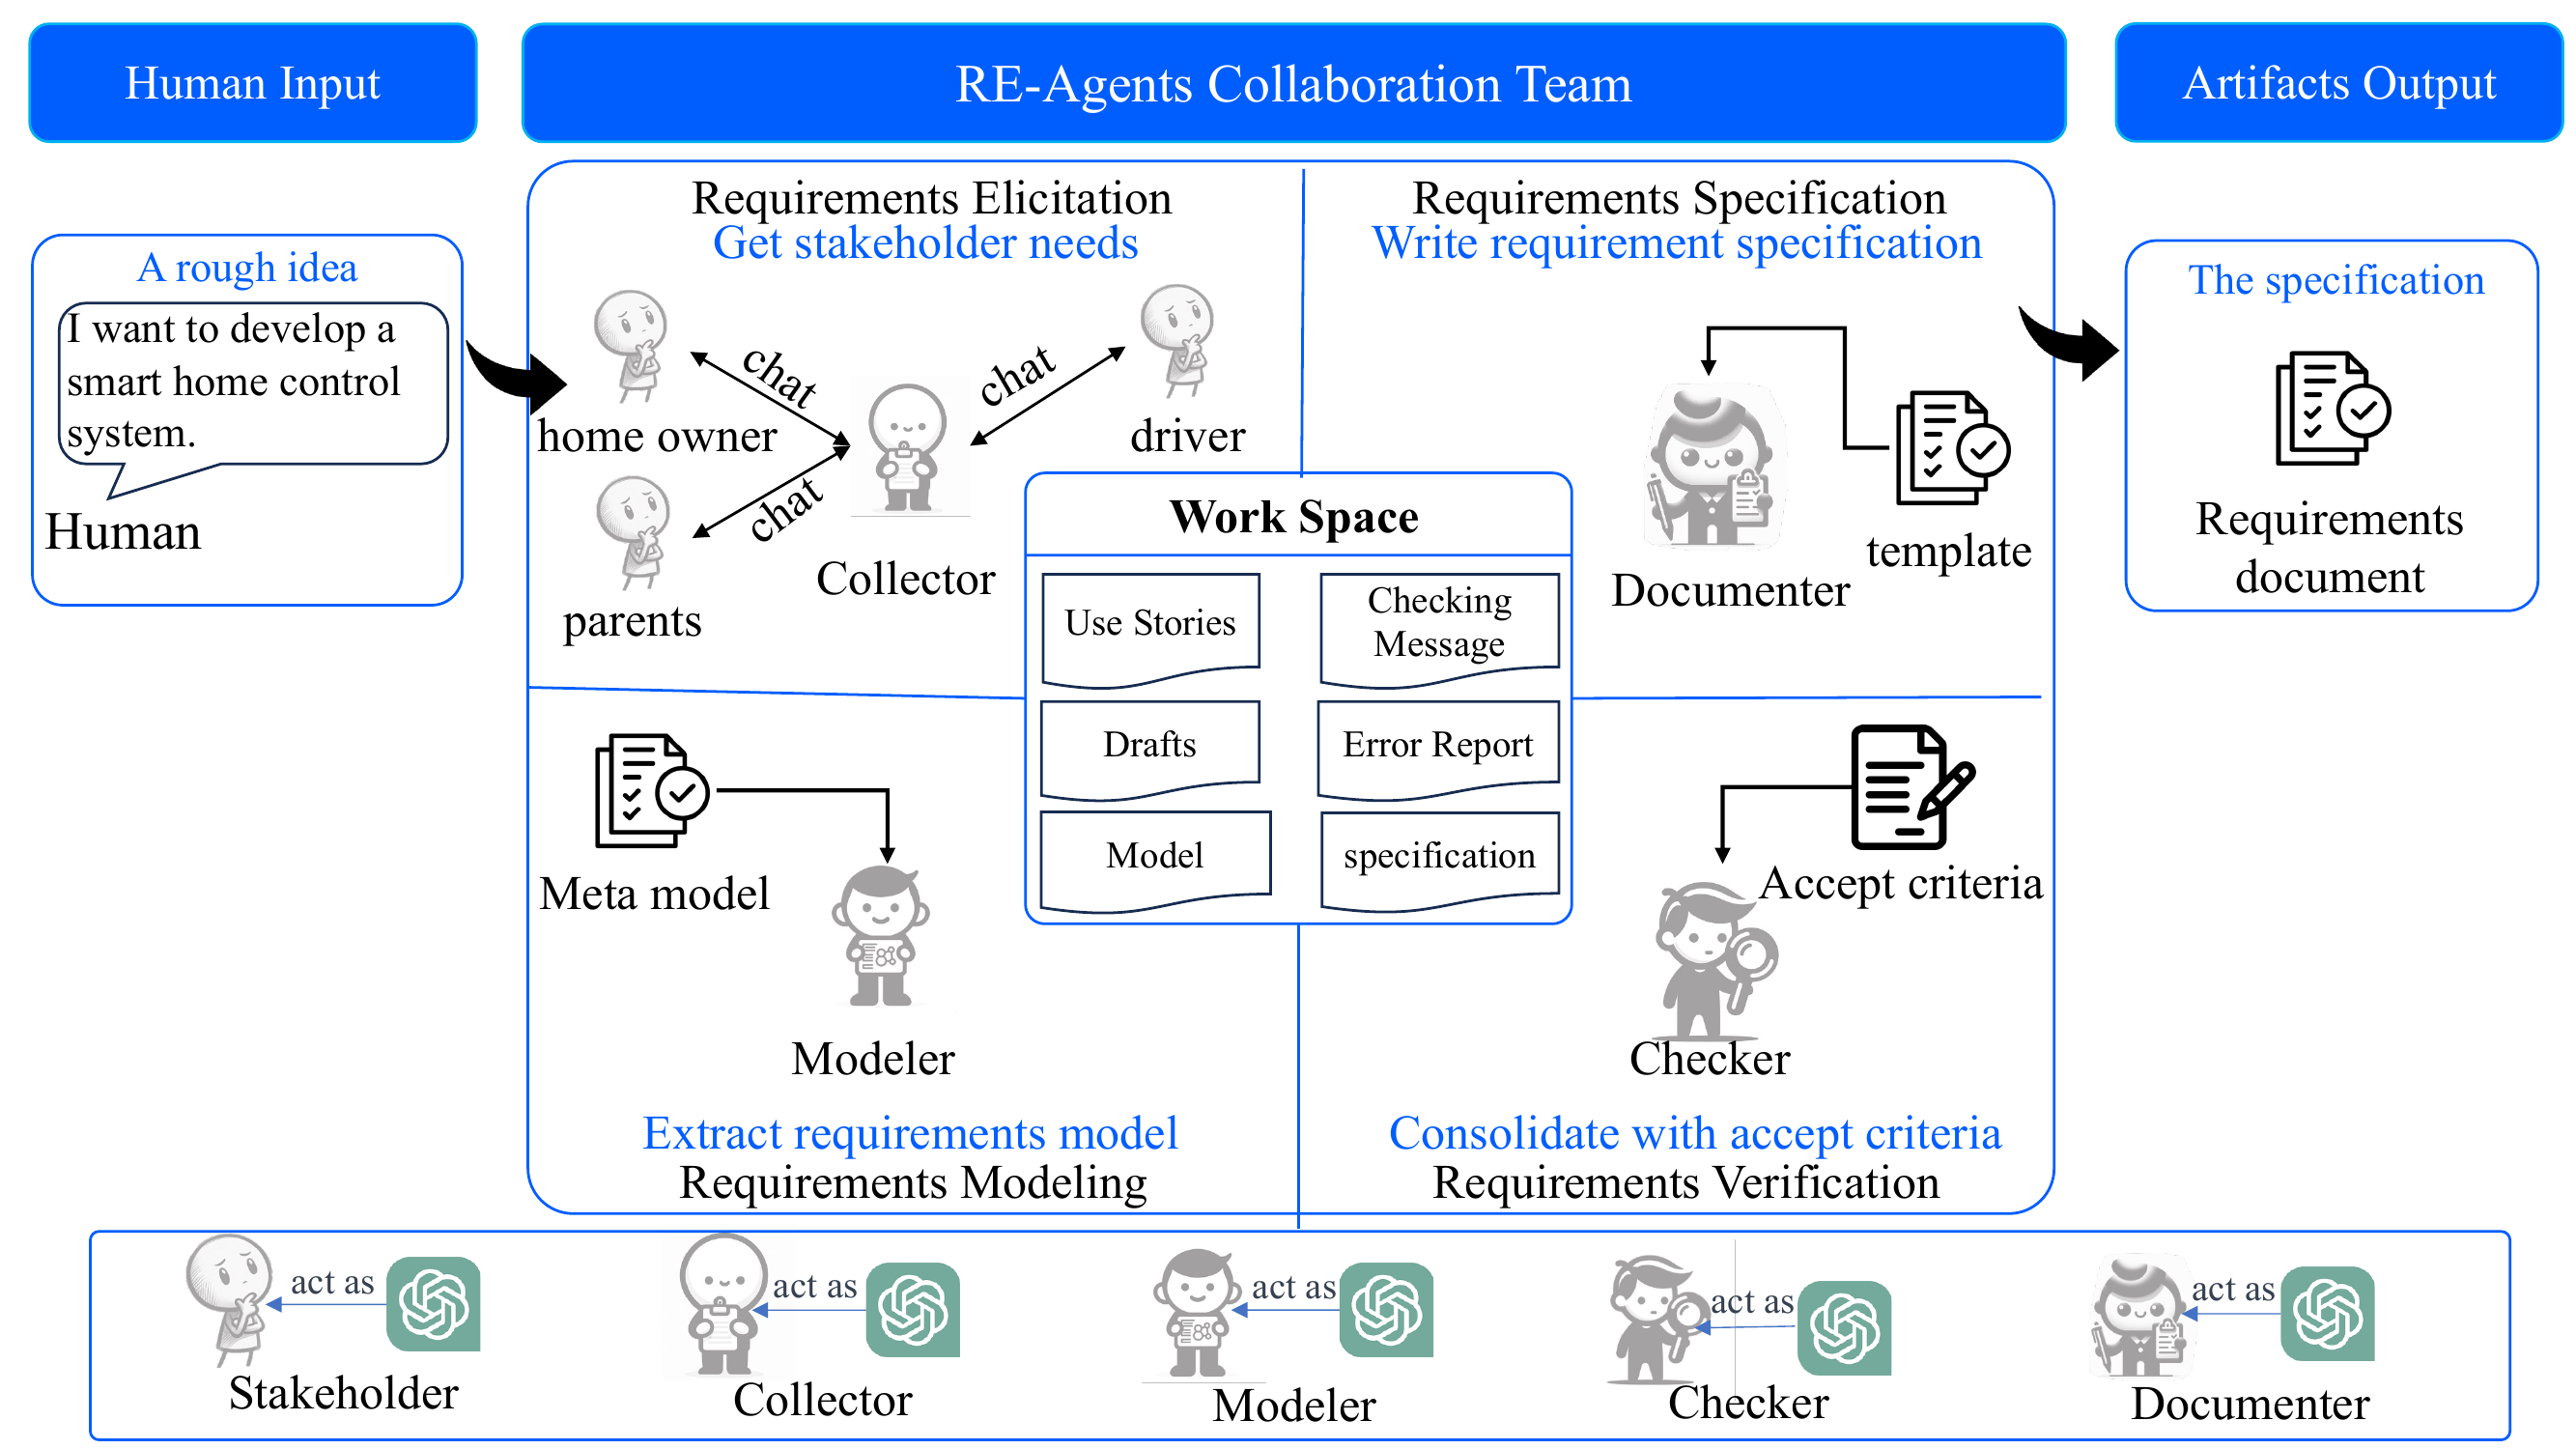 Human Input
RE-Agents Collaboration Team
Artifacts Output
A rough idea
I want to develop a
smart home control
system.
Human
Requirements Elicitation
Get stakeholder needs
home owner
chat
chat
driver
chat
parents
Collector
Requirements Specification
Write requirement specification
Documenter
template
The specification
Requirements
document
Work Space
Use Stories
Checking
Message
Drafts
Error Report
Model
specification
Meta model
Modeler
Extract requirements model
Requirements Modeling
Accept criteria
Checker
Consolidate with accept criteria
Requirements Verification
act as
Stakeholder
act as
Collector
act as
Modeler
act as
Checker
act as
Documenter